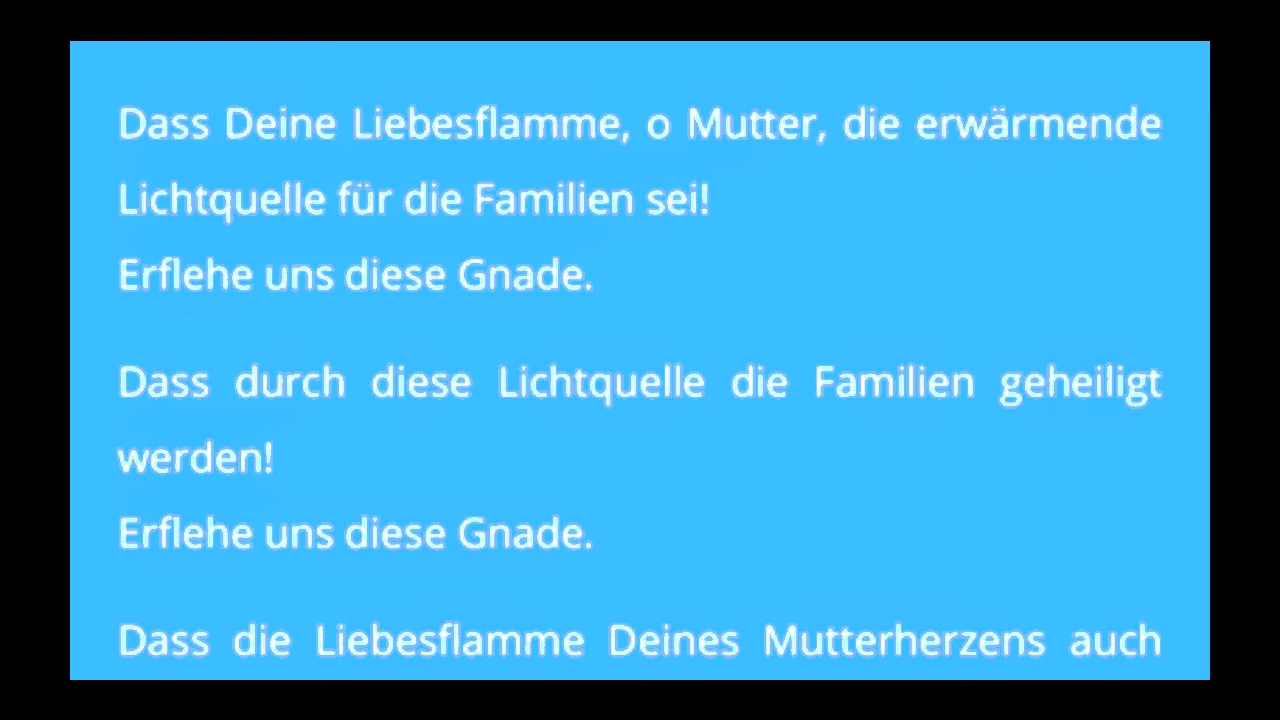 Dass Deine Liebesflamme, o Mutter, die erwärmende
Lichtquelle für die Familien sei!
Erflehe uns diese Gnade.
Dass durch diese Lichtquelle die Familien geheiligt
werden!
Erflehe uns diese Gnade.
Dass die Liebesflamme Deines Mutterherzens auch